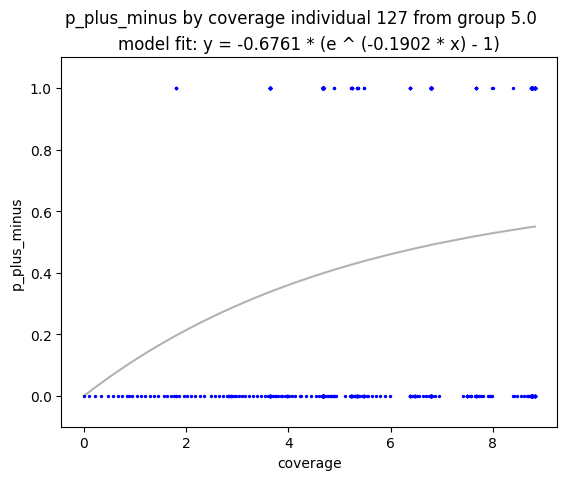 p_plus_minus by coverage individual 127 from group 5.0
model fit: y = -0.6761 * (e ^ (-0.1902 * x) - 1)
1.0
0.8
0.6
0.4
0.2
0.0
p_plus_minus
0 2 4 6 8
coverage